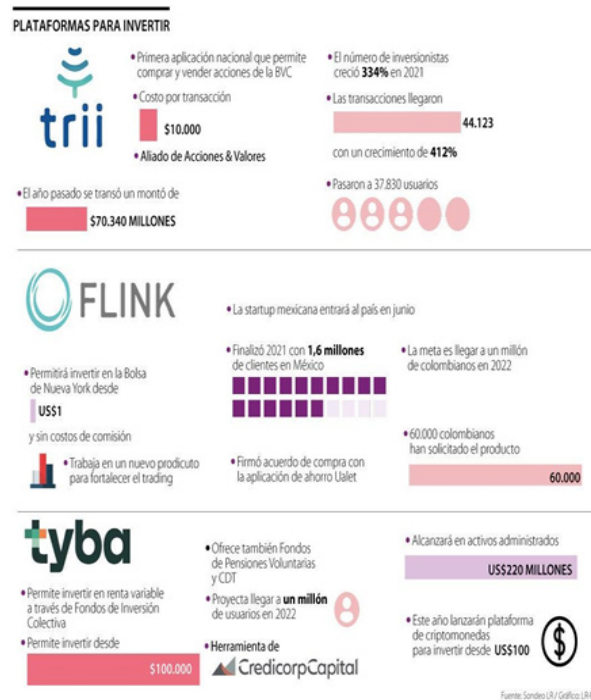 PLATAFORMAS PARA INVERTIR
trii
• Primera aplicación nacional que permite
comprar y vender acciones de la BVC
• Costo por transacción
$10.000
• Aliado de Acciones & Valores
• El año pasado se transó un montó de
$70.340 MILLONES
• El número de inversionistas
creció 334% en 2021
• Las transacciones llegaron
44.123
con un crecimiento de 412%
• Pasaron a 37.830 usuarios
FLINK
• La startup mexicana entrará al país en junio
• Permitirá invertir en la Bolsa
de Nueva York desde
US$1
y sin costos de comisión
• Trabaja en un nuevo prodicuto
para fortalecer el trading
• Finalizó 2021 con 1,6 millones
de clientes en México
• Firmó acuerdo de compra con
la aplicación de ahorro Ualet
• La meta es llegar a un millón
de colombianos en 2022
• 60.000 colombianos
han solicitado el producto
60.000
tyba
• Permite invertir en renta variable
a través de Fondos de Inversión
Colectiva
• Permite invertir desde
$100.000
• Ofrece también Fondos
de Pensiones Voluntarias
y CDT
• Proyecta llegar a un millón
de usuarios en 2022
• Herramienta de
CredicorpCapital
• Alcanzará en activos administrados
US$220 MILLONES
• Este año lanzarán plataforma
de criptomonedas
para invertir desde US$100
$
Fuente: Sondeo LR / Gráfico: LR-